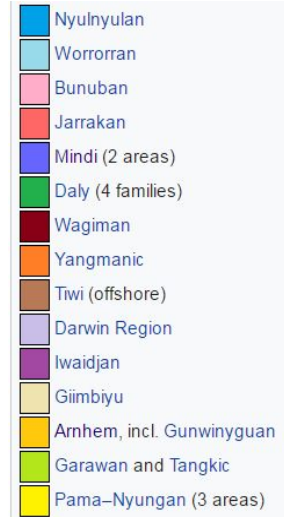 Nyulnyulan
Worrorran
Bunuban
Jarrakan
Mindi (2 areas)
Daly (4 families)
Wagiman
Yangmanic
Tiwi (offshore)
Darwin Region
Iwaidjan
Giimbiyu
Arnhem, incl. Gunwinyguan
Garawan and Tangkic
Pama–Nyungan (3 areas)